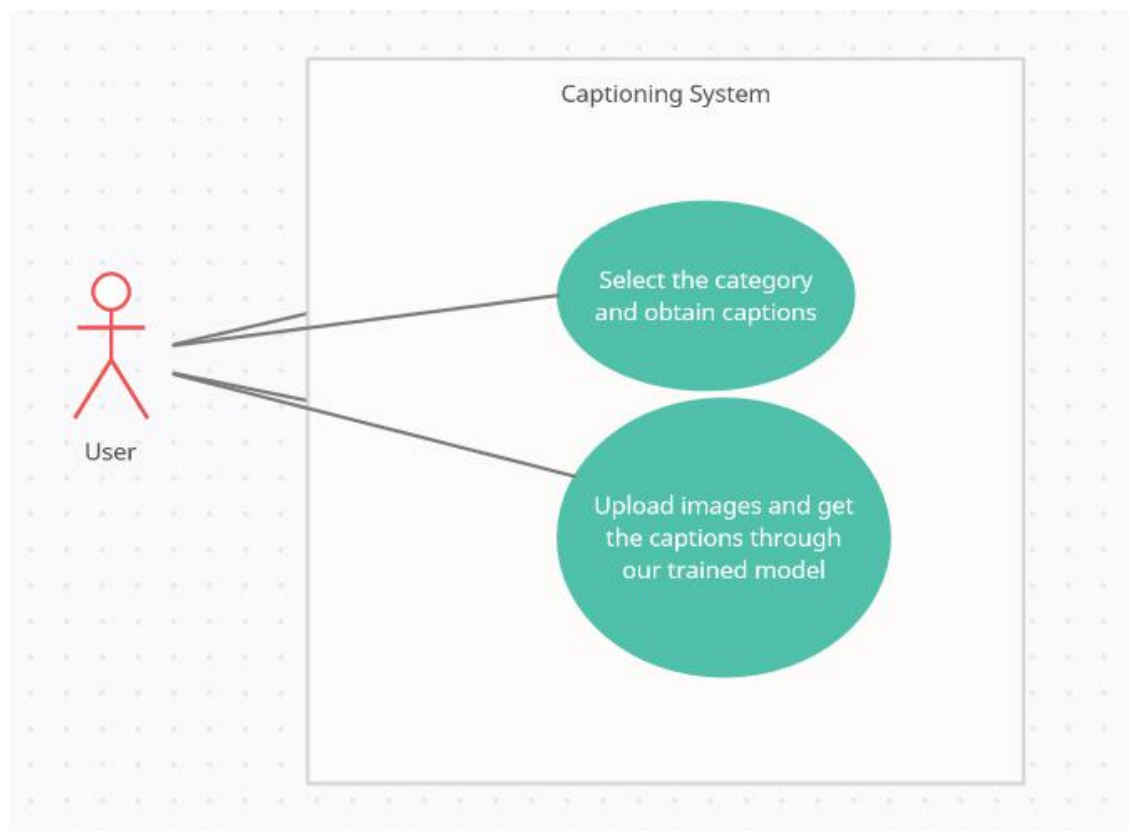 Captioning System
Select the category
and obtain captions
User
Upload images and get
the captions through
our trained model